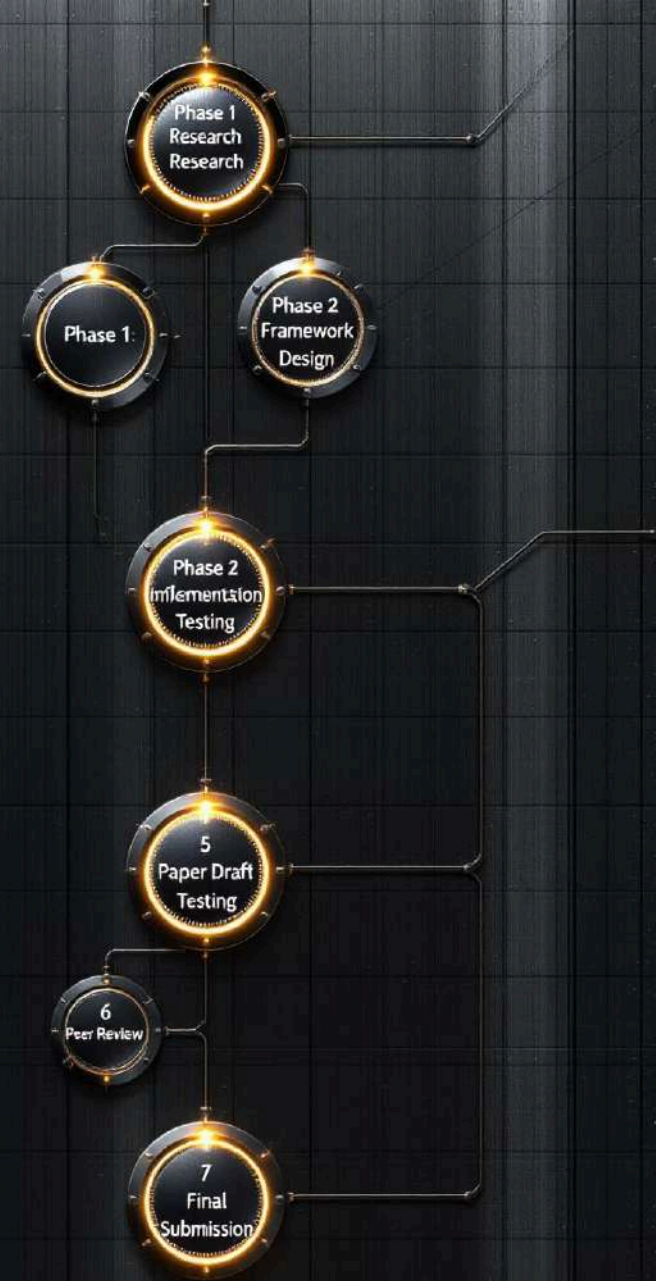 Phase 1
Research
Research
Phase 1:
Phase 2
Framework
Design
Phase 2
Testing
5
Paper Draft
Testing
6
Peer Review
7
Final
Submission